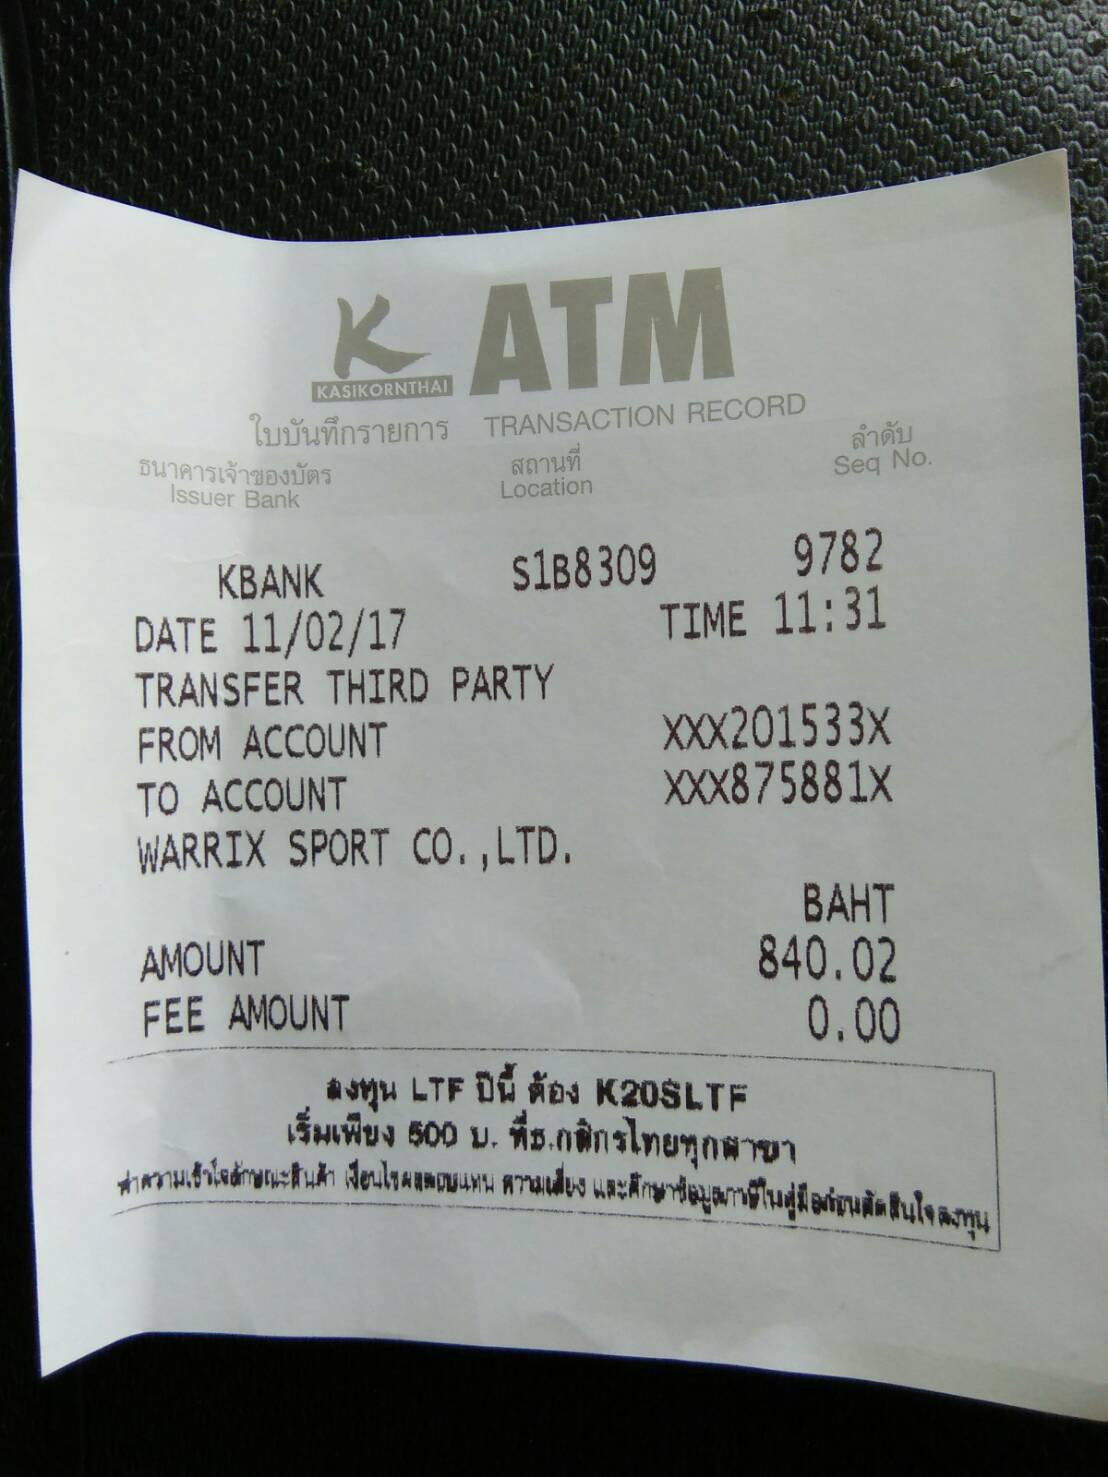 K ATM
KASIKORNTHAI
ใบบันทึกรายการ TRANSACTION RECORD
ธนาคารเจ้าของบัตร สถานที่ ลำดับ
Issuer Bank Location Seq No.
KBANK S1B8309 9782
DATE 11/02/17 TIME 11:31
TRANSFER THIRD PARTY
FROM ACCOUNT XXX201533X
TO ACCOUNT XXX875881X
WARRIX SPORT CO.,LTD.
BAHT
AMOUNT 840.02
FEE AMOUNT 0.00
ลงทุน LTF ปีนี้ ต้อง K20SLTF
เริ่มเพียง 500 บ. ที่ธ.กสิกรไทยทุกสาขา
ทำความเข้าใจลักษณะสินค้า เงื่อนไขผลตอบแทน ความเสี่ยง และศึกษาข้อมูลภาษีในคู่มือก่อนตัดสินใจลงทุน